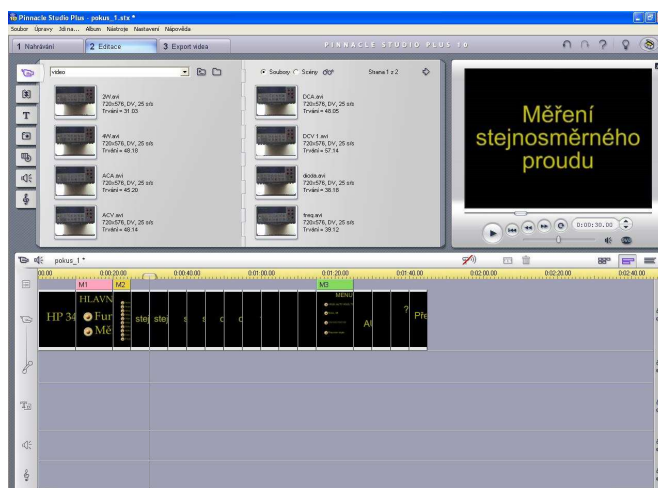 Pinnacle Studio Plus - pokus_1.stx *
Soubor Úpravy Jdi na... Album Nástroje Nastavení Nápověda
1 Nahrávání 2 Editace 3 Export videa
PINNACLE STUDIO PLUS 10
video
Soubory Scény Strana 1 z 2
2W.avi
720x576, DV, 25 s/s
Trvání = 31.03
DCA.avi
720x576, DV, 25 s/s
Trvání = 48.05
4W.avi
720x576, DV, 25 s/s
Trvání = 48.18
DCV 1.avi
720x576, DV, 25 s/s
Trvání = 57.14
ACA.avi
720x576, DV, 25 s/s
Trvání = 45.20
dioda.avi
720x576, DV, 25 s/s
Trvání = 38.18
ACV.avi
720x576, DV, 25 s/s
Trvání = 48.14
freq.avi
720x576, DV, 25 s/s
Trvání = 39.12
Měření
stejnosměrného
proudu
0:00:30.00
pokus_1 *
00.00 0:00:20.00 0:00:40.00 0:01:00.00 0:01:20.00 0:01:40.00 0:02:00.00 0:02:20.00 0:02:40.00
M1 M2 M3
HP 34
HLAVN
Fur
Mě
stej stej s s c c
MENU
AU
?
Pře